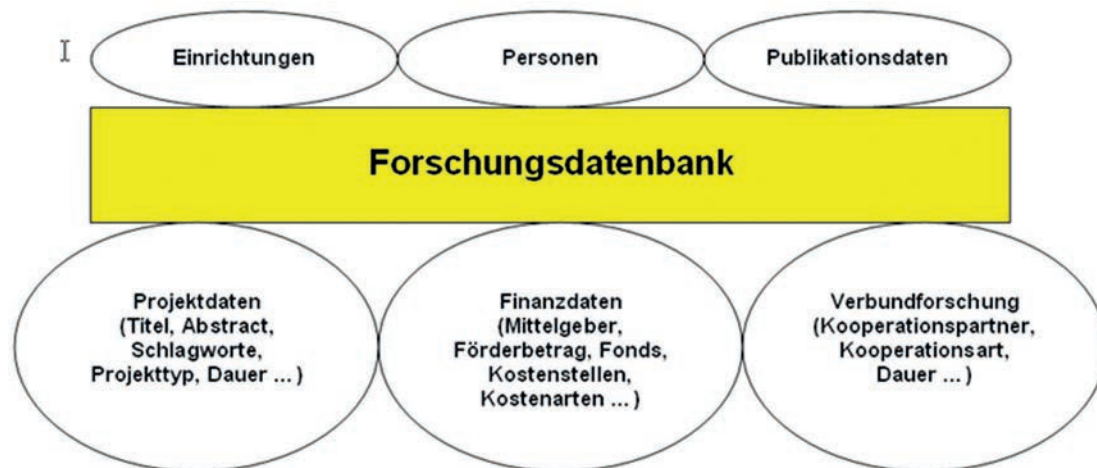 Einrichtungen
Personen
Publikationsdaten
Forschungsdatenbank
Projektdaten
(Titel, Abstract,
Schlagworte,
Projekttyp, Dauer ... )
Finanzdaten
(Mittelgeber,
Förderbetrag, Fonds,
Kostenstellen,
Kostenarten ... )
Verbundforschung
(Kooperationspartner,
Kooperationsart,
Dauer ... )